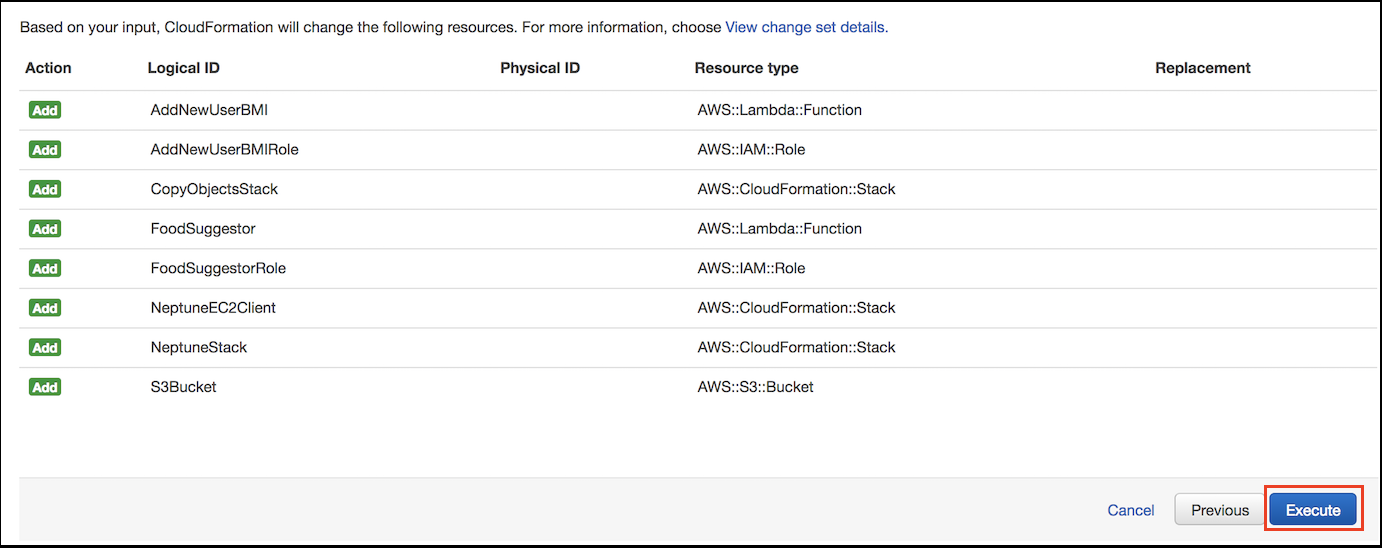 Based on your input, CloudFormation will change the following resources. For more information, choose View change set details.
Action Logical ID Physical ID Resource type Replacement
Add AddNewUserBMI AWS::Lambda::Function
Add AddNewUserBMIRole AWS::IAM::Role
Add CopyObjectsStack AWS::CloudFormation::Stack
Add FoodSuggestor AWS::Lambda::Function
Add FoodSuggestorRole AWS::IAM::Role
Add NeptuneEC2Client AWS::CloudFormation::Stack
Add NeptuneStack AWS::CloudFormation::Stack
Add S3Bucket AWS::S3::Bucket
Cancel Previous Execute